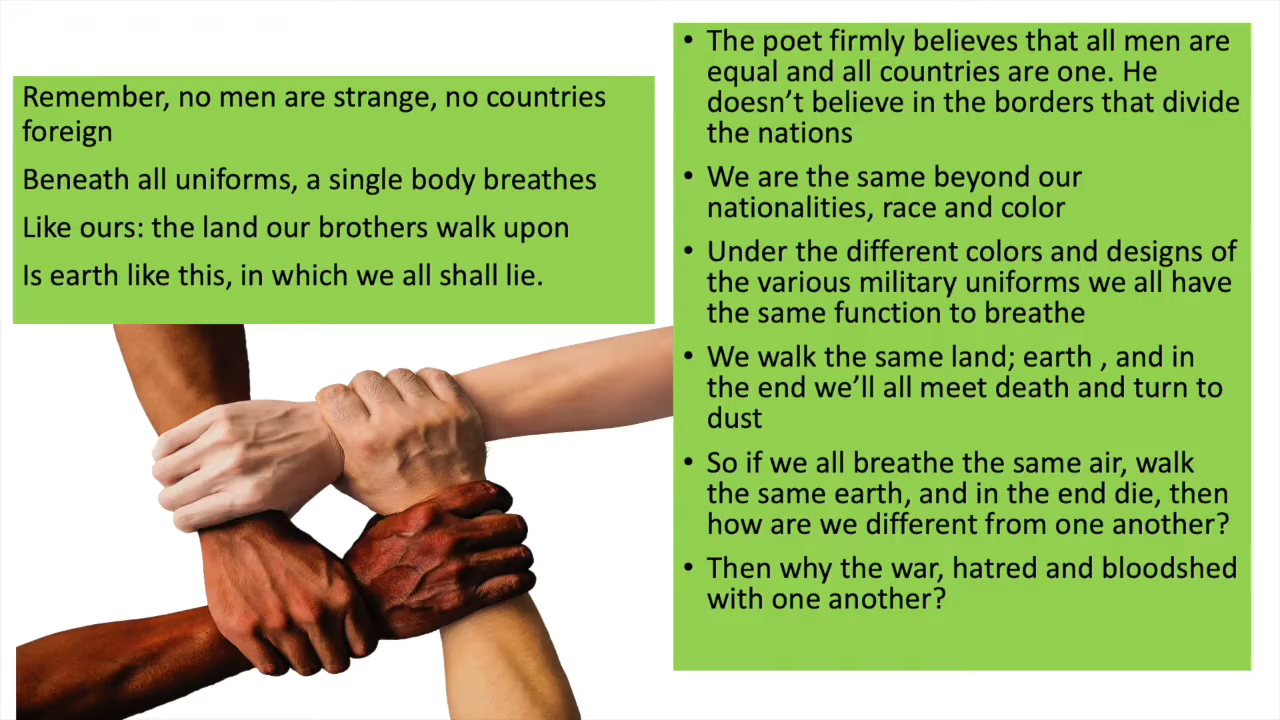 Remember, no men are strange, no countries
foreign
Beneath all uniforms, a single body breathes
Like ours: the land our brothers walk upon
Is earth like this, in which we all shall lie.
• The poet firmly believes that all men are
equal and all countries are one. He
doesn’t believe in the borders that divide
the nations
• We are the same beyond our
nationalities, race and color
• Under the different colors and designs of
the various military uniforms we all have
the same function to breathe
• We walk the same land; earth , and in
the end we’ll all meet death and turn to
dust
• So if we all breathe the same air, walk
the same earth, and in the end die, then
how are we different from one another?
• Then why the war, hatred and bloodshed
with one another?